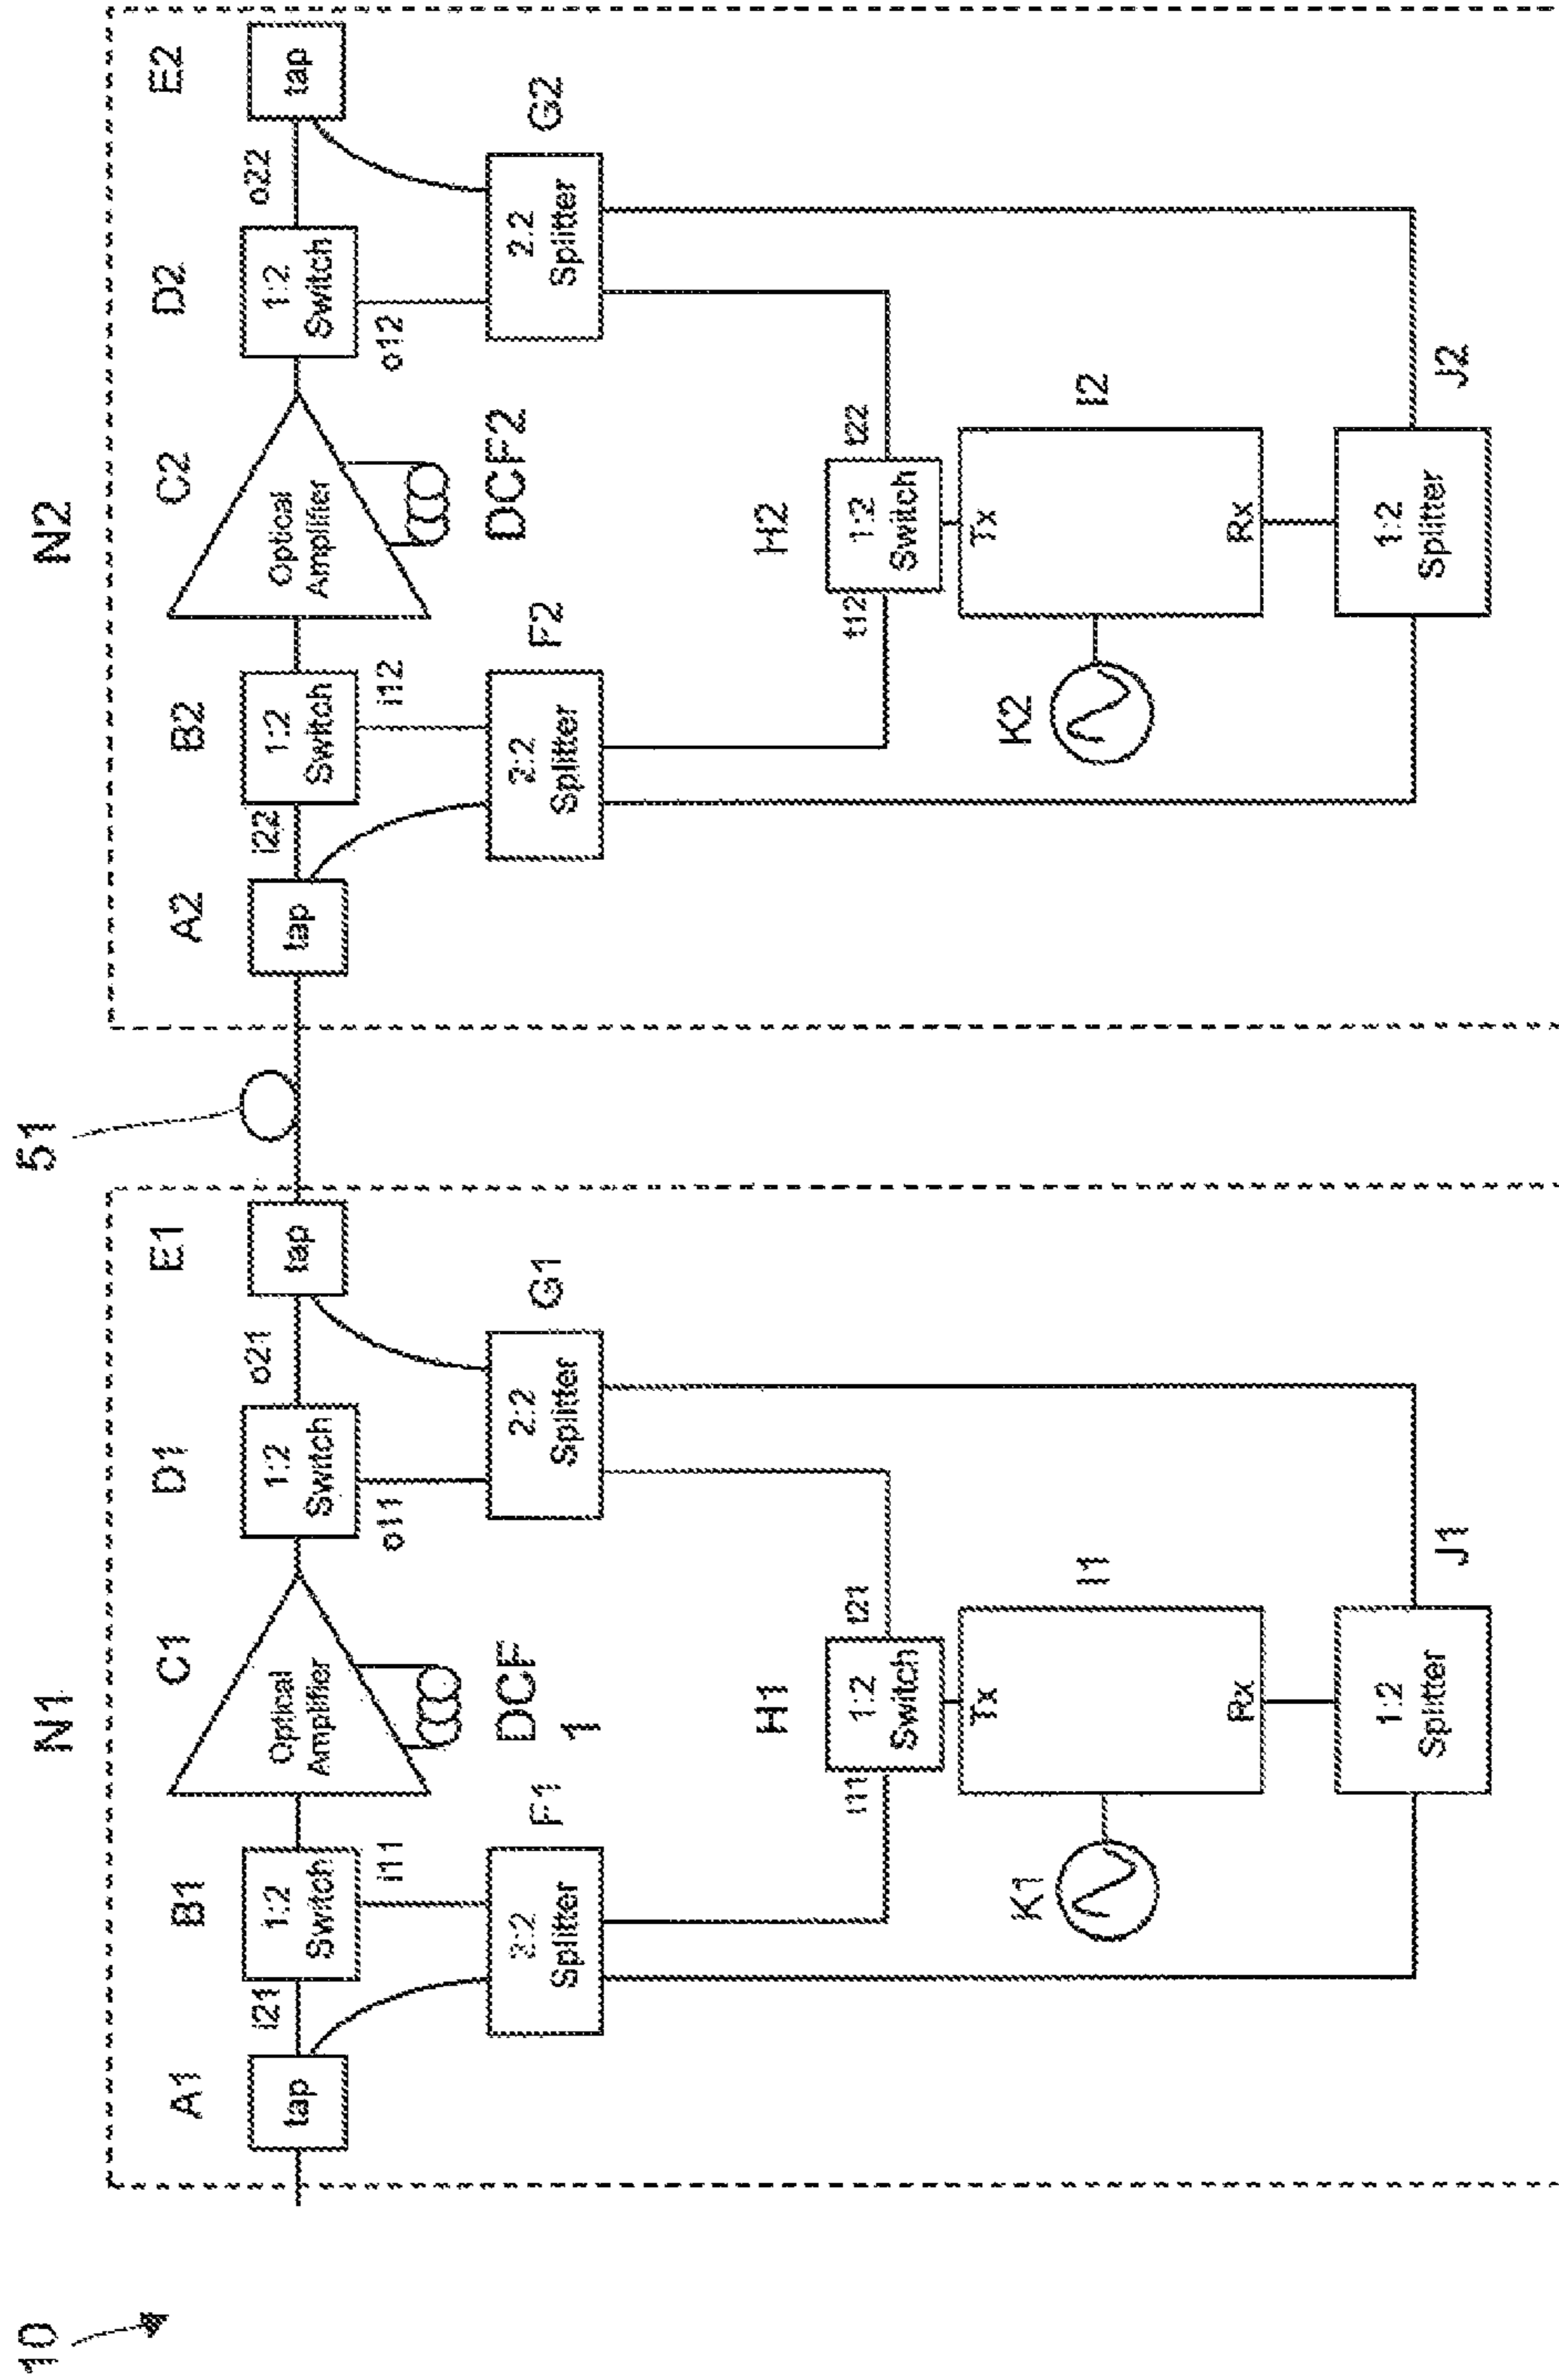 10
N1
A1
B1
C1
D1
E1
tap
i21
1:2
Switch
i11
Optical
Amplifier
DCF
1
1:2
Switch
o11
o21
tap
F1
2:2
Splitter
G1
2:2
Splitter
H1
t11
1:2
Switch
t21
K1
I1
Tx
Rx
J1
1:2
Splitter
51
N2
A2
B2
C2
D2
E2
tap
i22
1:2
Switch
i12
Optical
Amplifier
DCF2
1:2
Switch
o12
o22
tap
F2
2:2
Splitter
G2
2:2
Splitter
H2
t12
1:2
Switch
t22
K2
I2
Tx
Rx
J2
1:2
Splitter